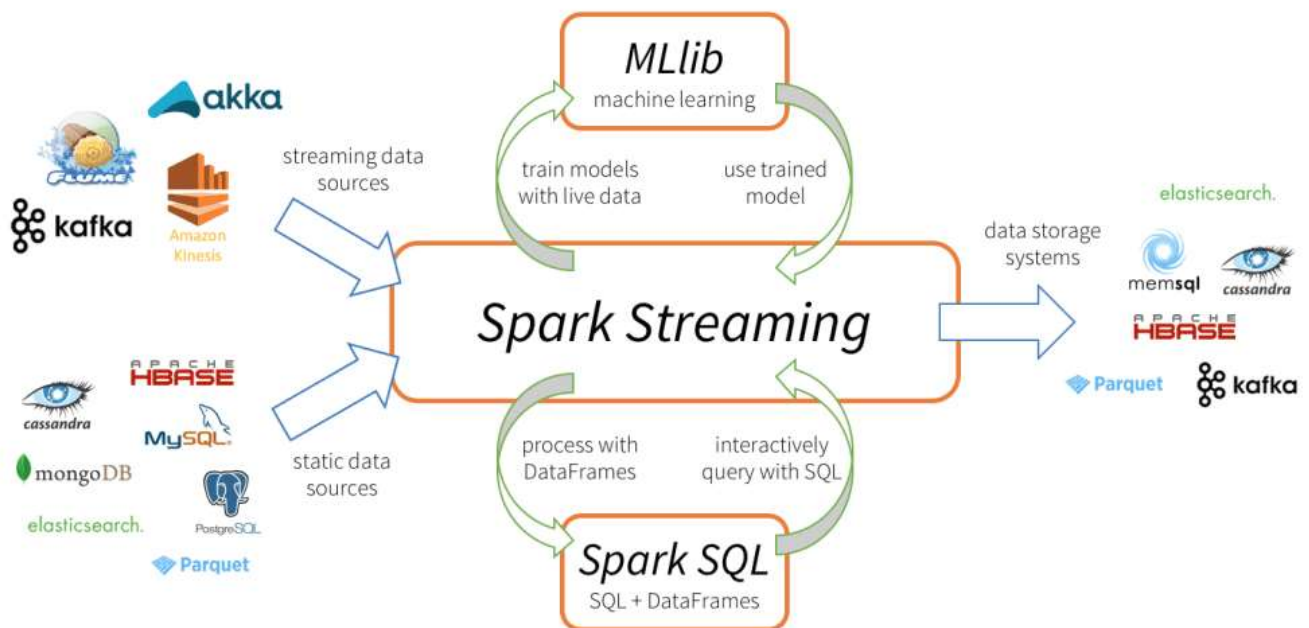 MLlib
machine learning
akka
FLUME
streaming data
sources
train models
with live data
use trained
model
kafka
Amazon
Kinesis
elasticsearch.
data storage
systems
memsql
cassandra
Spark Streaming
APACHE
HBASE
Parquet
kafka
APACHE
HBASE
cassandra
MySQL®
mongoDB
static data
sources
process with
DataFrames
interactively
query with SQL
elasticsearch.
PostgreSQL
Parquet
Spark SQL
SQL + DataFrames